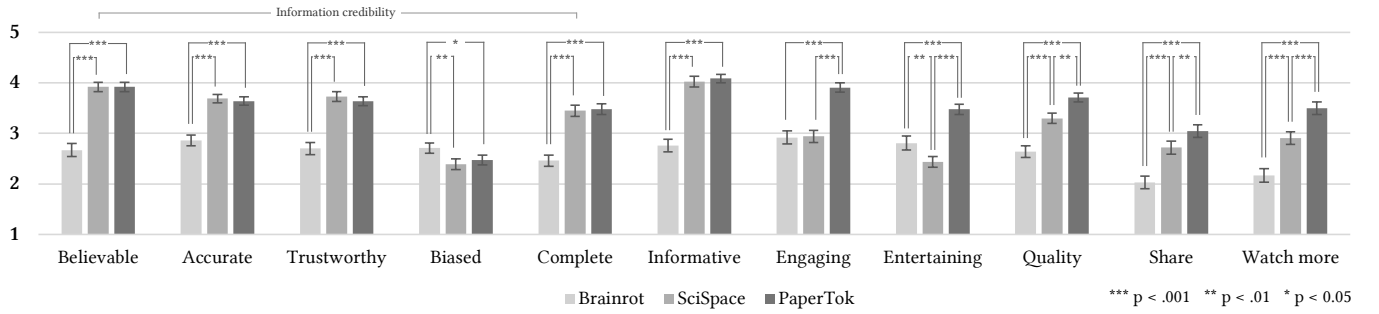 Information credibility
5
4
3
2
1
*** *** *** * *** *** *** *** *** *** ***
*** *** *** ** *** *** *** ** *** *** ** *** ** *** ***
Believable Accurate Trustworthy Biased Complete Informative Engaging Entertaining Quality Share Watch more
Brainrot SciSpace PaperTok
*** p < .001 ** p < .01 * p < 0.05